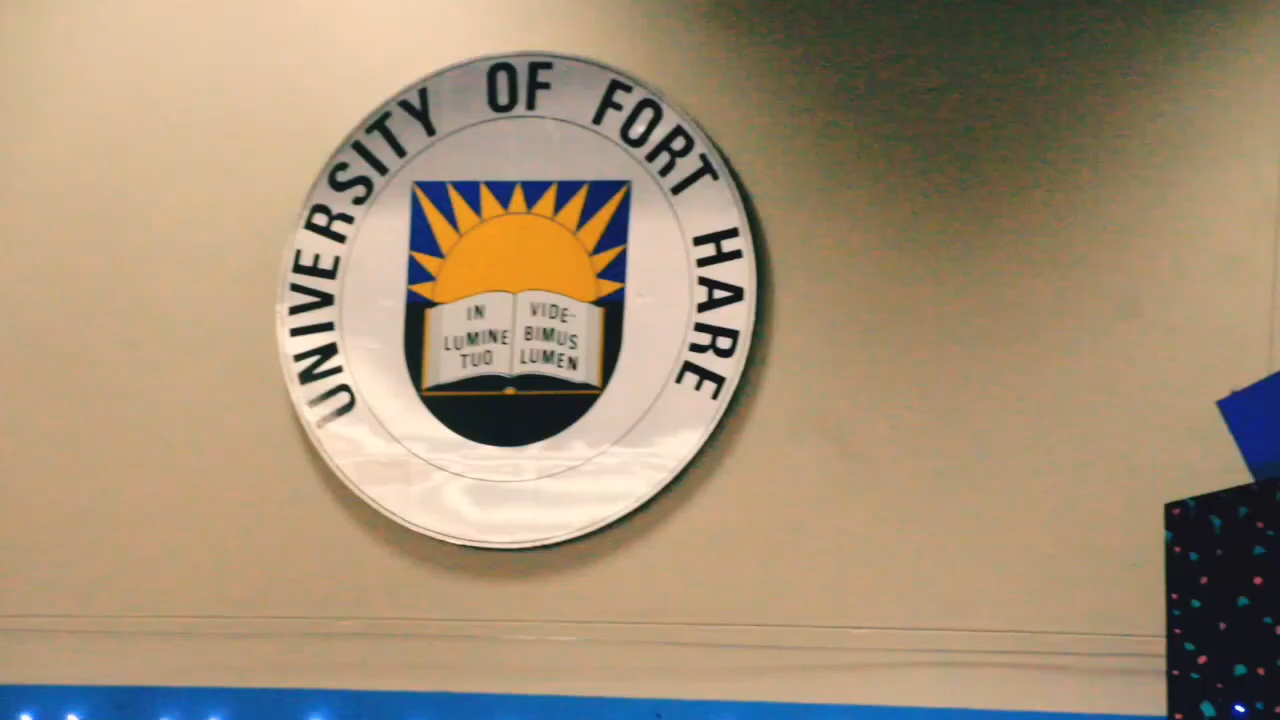 UNIVERSITY OF FORT HARE
IN
LUMINE
TUO
VIDE-
BIMUS
LUMEN